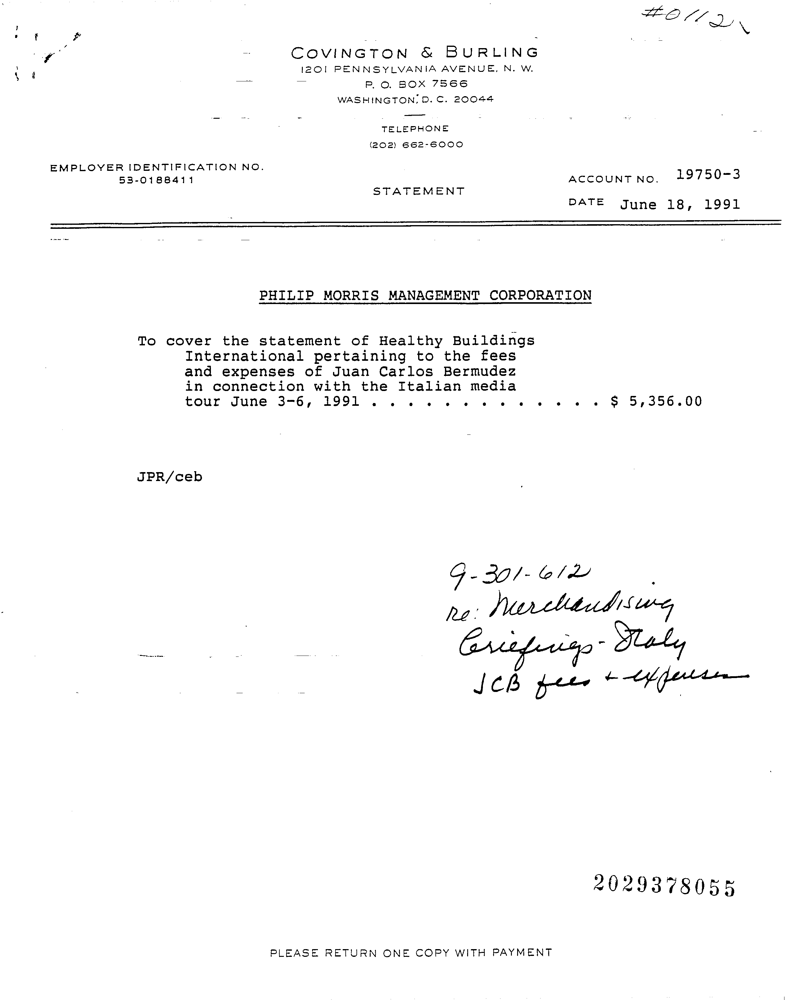 #0112
COVINGTON & BURLING
1201 PENNSYLVANIA AVENUE, N. W.
P. O. BOX 7566
WASHINGTON, D. C. 20044
TELEPHONE
(202) 662-6000
EMPLOYER IDENTIFICATION NO.
53-0188411
STATEMENT
ACCOUNT NO. 19750-3
DATE June 18, 1991
PHILIP MORRIS MANAGEMENT CORPORATION
To cover the statement of Healthy Buildings
International pertaining to the fees
and expenses of Juan Carlos Bermudez
in connection with the Italian media
tour June 3-6, 1991 . . . . . . . . . . . . . . $ 5,356.00
JPR/ceb
9-301-612
Re: Merchandising
Briefings - Italy
JCB fees + expenses
2029378055
PLEASE RETURN ONE COPY WITH PAYMENT